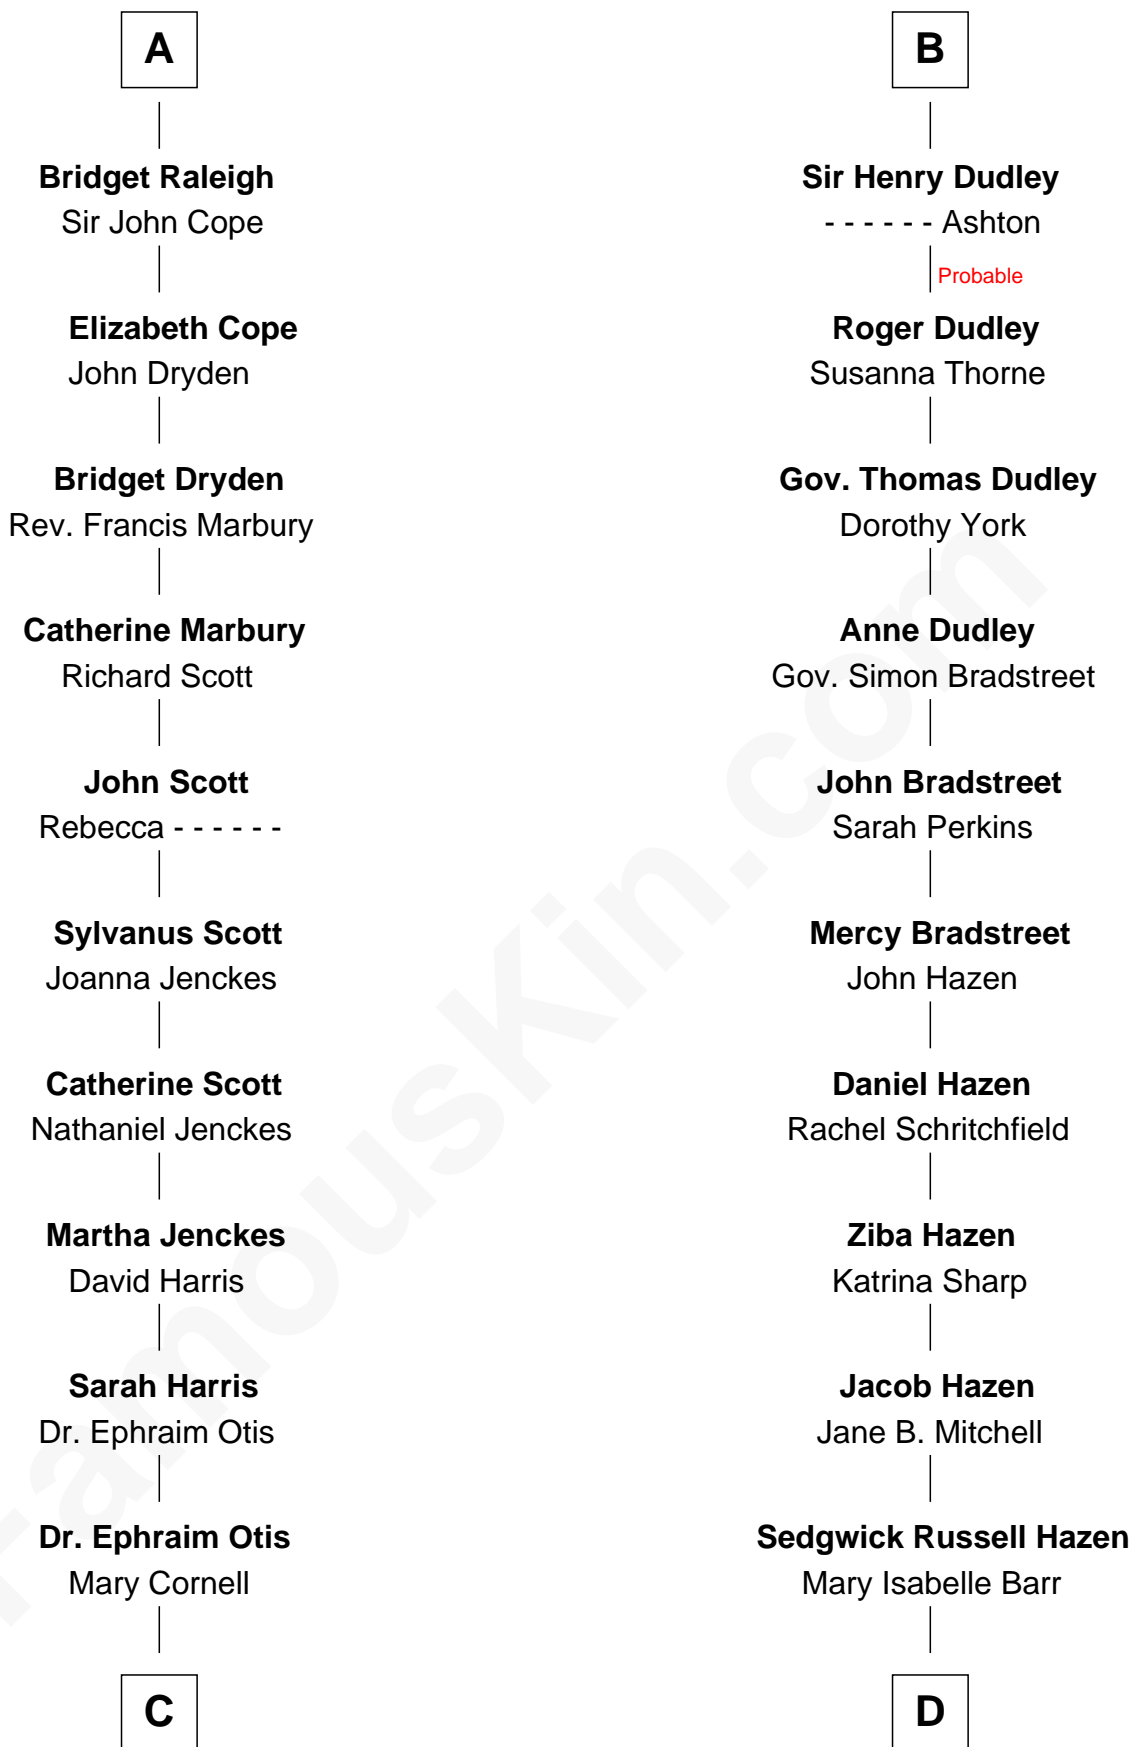 A
Bridget Raleigh
Sir John Cope
Elizabeth Cope
John Dryden
Bridget Dryden
Rev. Francis Marbury
Catherine Marbury
Richard Scott
John Scott
Rebecca - - - - - -
Sylvanus Scott
Joanna Jenckes
Catherine Scott
Nathaniel Jenckes
Martha Jenckes
David Harris
Sarah Harris
Dr. Ephraim Otis
Dr. Ephraim Otis
Mary Cornell
C
B
Sir Henry Dudley
- - - - - - Ashton
Probable
Roger Dudley
Susanna Thorne
Gov. Thomas Dudley
Dorothy York
Anne Dudley
Gov. Simon Bradstreet
John Bradstreet
Sarah Perkins
Mercy Bradstreet
John Hazen
Daniel Hazen
Rachel Schritchfield
Ziba Hazen
Katrina Sharp
Jacob Hazen
Jane B. Mitchell
Sedgwick Russell Hazen
Mary Isabelle Barr
D
FamousKin.com